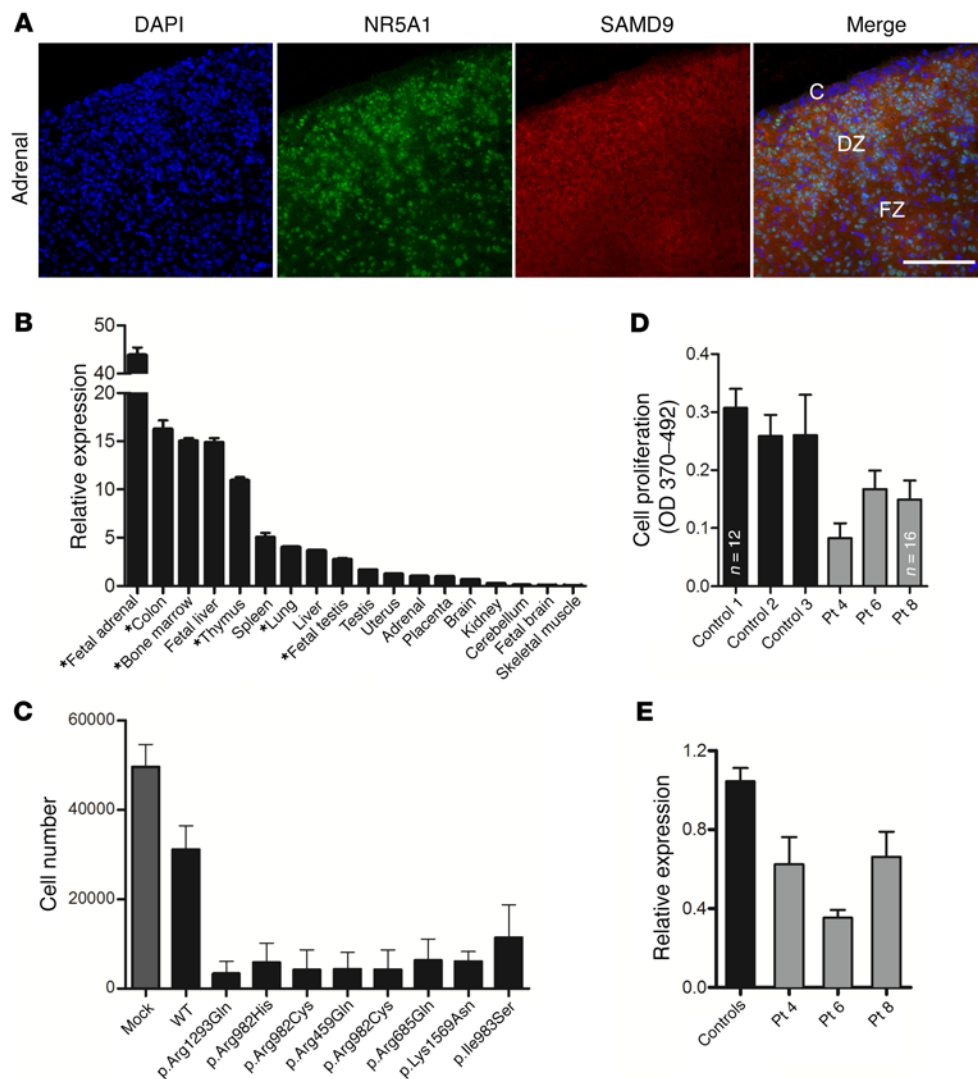 A
DAPI
NR5A1
SAMD9
Merge
Adrenal
C
DZ
FZ
B
Relative expression
50
40
20
15
10
5
0
*Fetal adrenal
*Colon
*Bone marrow
Fetal liver
*Thymus
Spleen
*Lung
Liver
*Fetal testis
Testis
Uterus
Adrenal
Placenta
Brain
Kidney
Cerebellum
Fetal brain
Skeletal muscle
D
Cell proliferation
(OD 370–492)
0.4
0.3
0.2
0.1
0.0
n = 12
n = 16
Control 1
Control 2
Control 3
Pt 4
Pt 6
Pt 8
C
Cell number
60000
40000
20000
0
Mock
WT
p.Arg1293Gln
p.Arg982His
p.Arg982Cys
p.Arg459Gln
p.Arg982Cys
p.Arg685Gln
p.Lys1569Asn
p.Ile983Ser
E
Relative expression
1.2
0.8
0.4
0.0
Controls
Pt 4
Pt 6
Pt 8